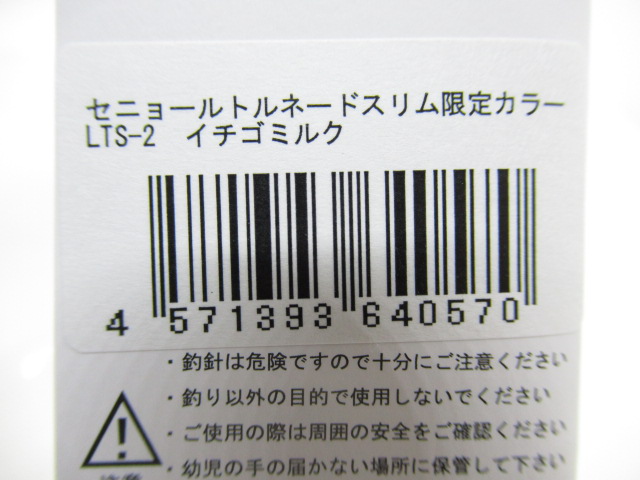 セニョールトルネードスリム限定カラー
LTS-2 イチゴミルク
4 571393 640570
・釣針は危険ですので十分にご注意ください
・釣り以外の目的で使用しないでください
・ご使用の際は周囲の安全をご確認ください
・幼児の手の届かない場所に保管して下さい